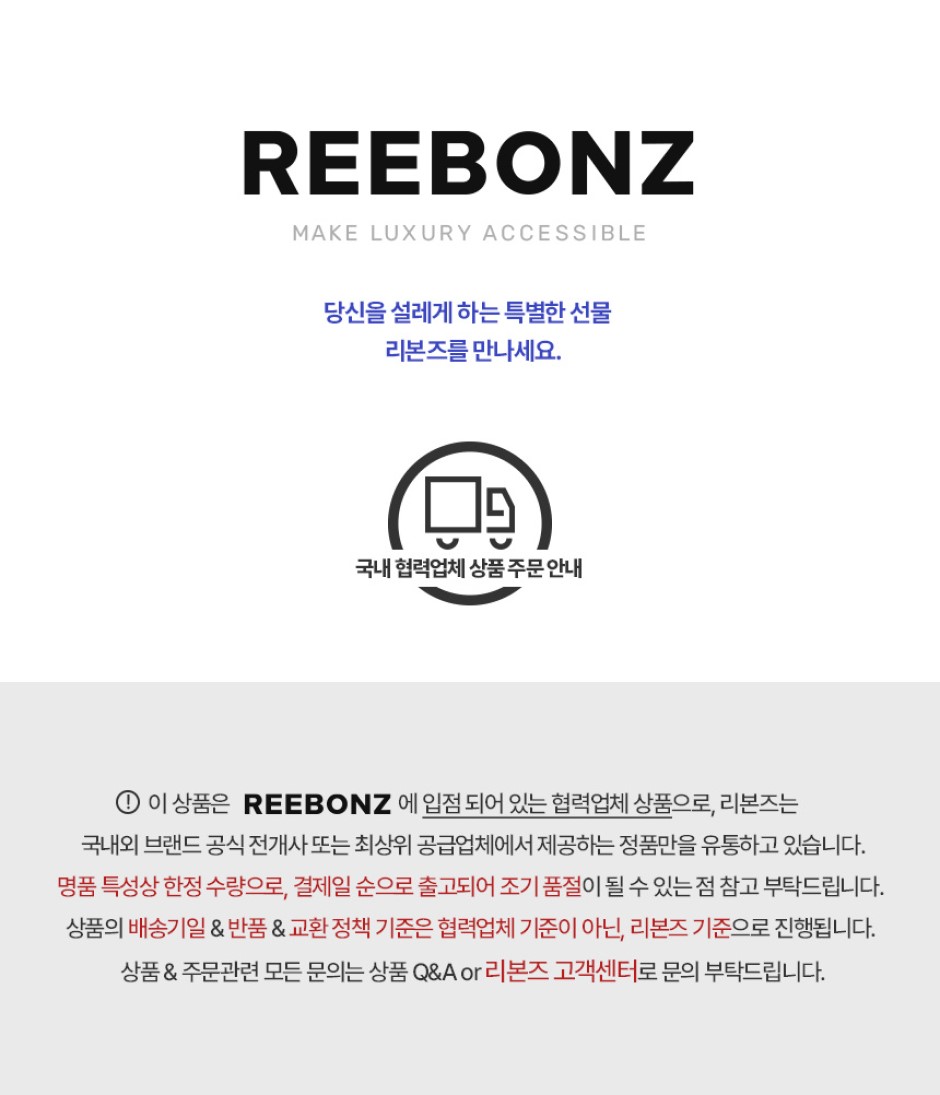 REEBONZ
MAKE LUXURY ACCESSIBLE
당신을 설레게 하는 특별한 선물
리본즈를 만나세요.
국내 협력업체 상품 주문 안내
! 이 상품은 REEBONZ 에 입점 되어 있는 협력업체 상품으로, 리본즈는
국내외 브랜드 공식 전개사 또는 최상위 공급업체에서 제공하는 정품만을 유통하고 있습니다.
명품 특성상 한정 수량으로, 결제일 순으로 출고되어 조기 품절이 될 수 있는 점 참고 부탁드립니다.
상품의 배송기일 & 반품 & 교환 정책 기준은 협력업체 기준이 아닌, 리본즈 기준으로 진행됩니다.
상품 & 주문관련 모든 문의는 상품 Q&A or 리본즈 고객센터로 문의 부탁드립니다.